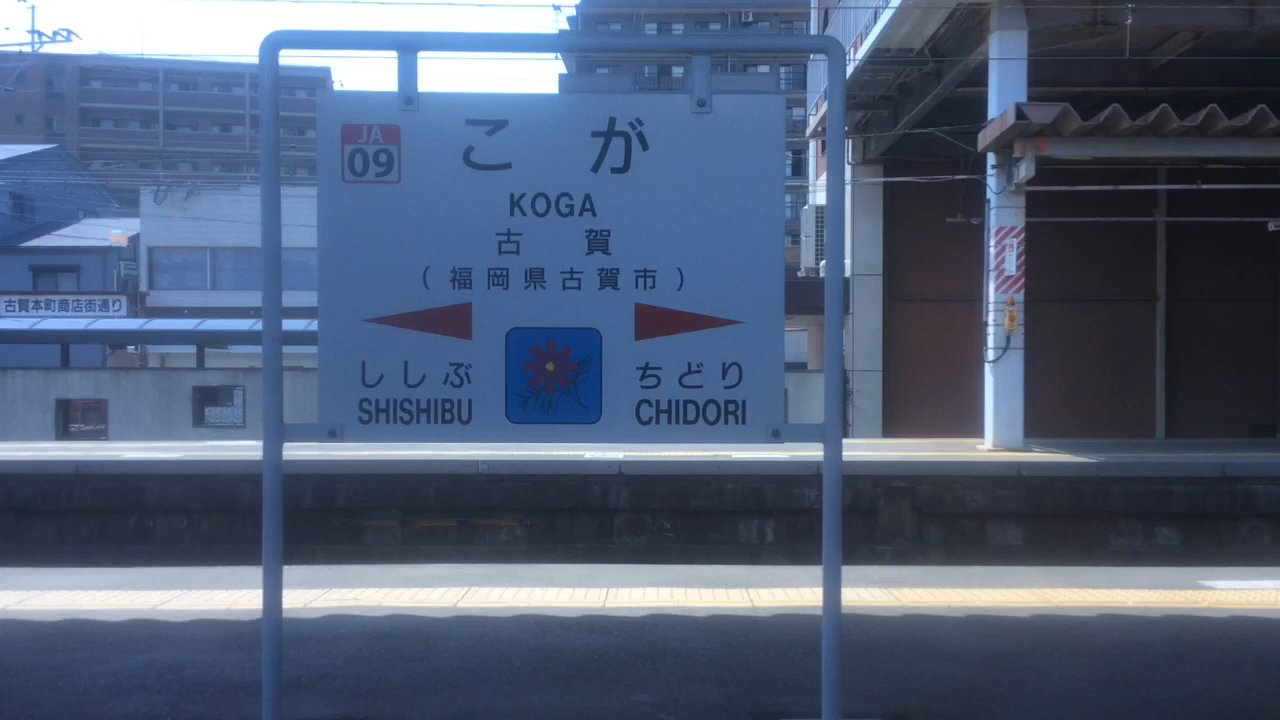 JA
09
こ が
KOGA
古 賀
( 福 岡 県 古 賀 市 )
ししぶ
SHISHIBU
ちどり
CHIDORI
古賀本町商店街通り